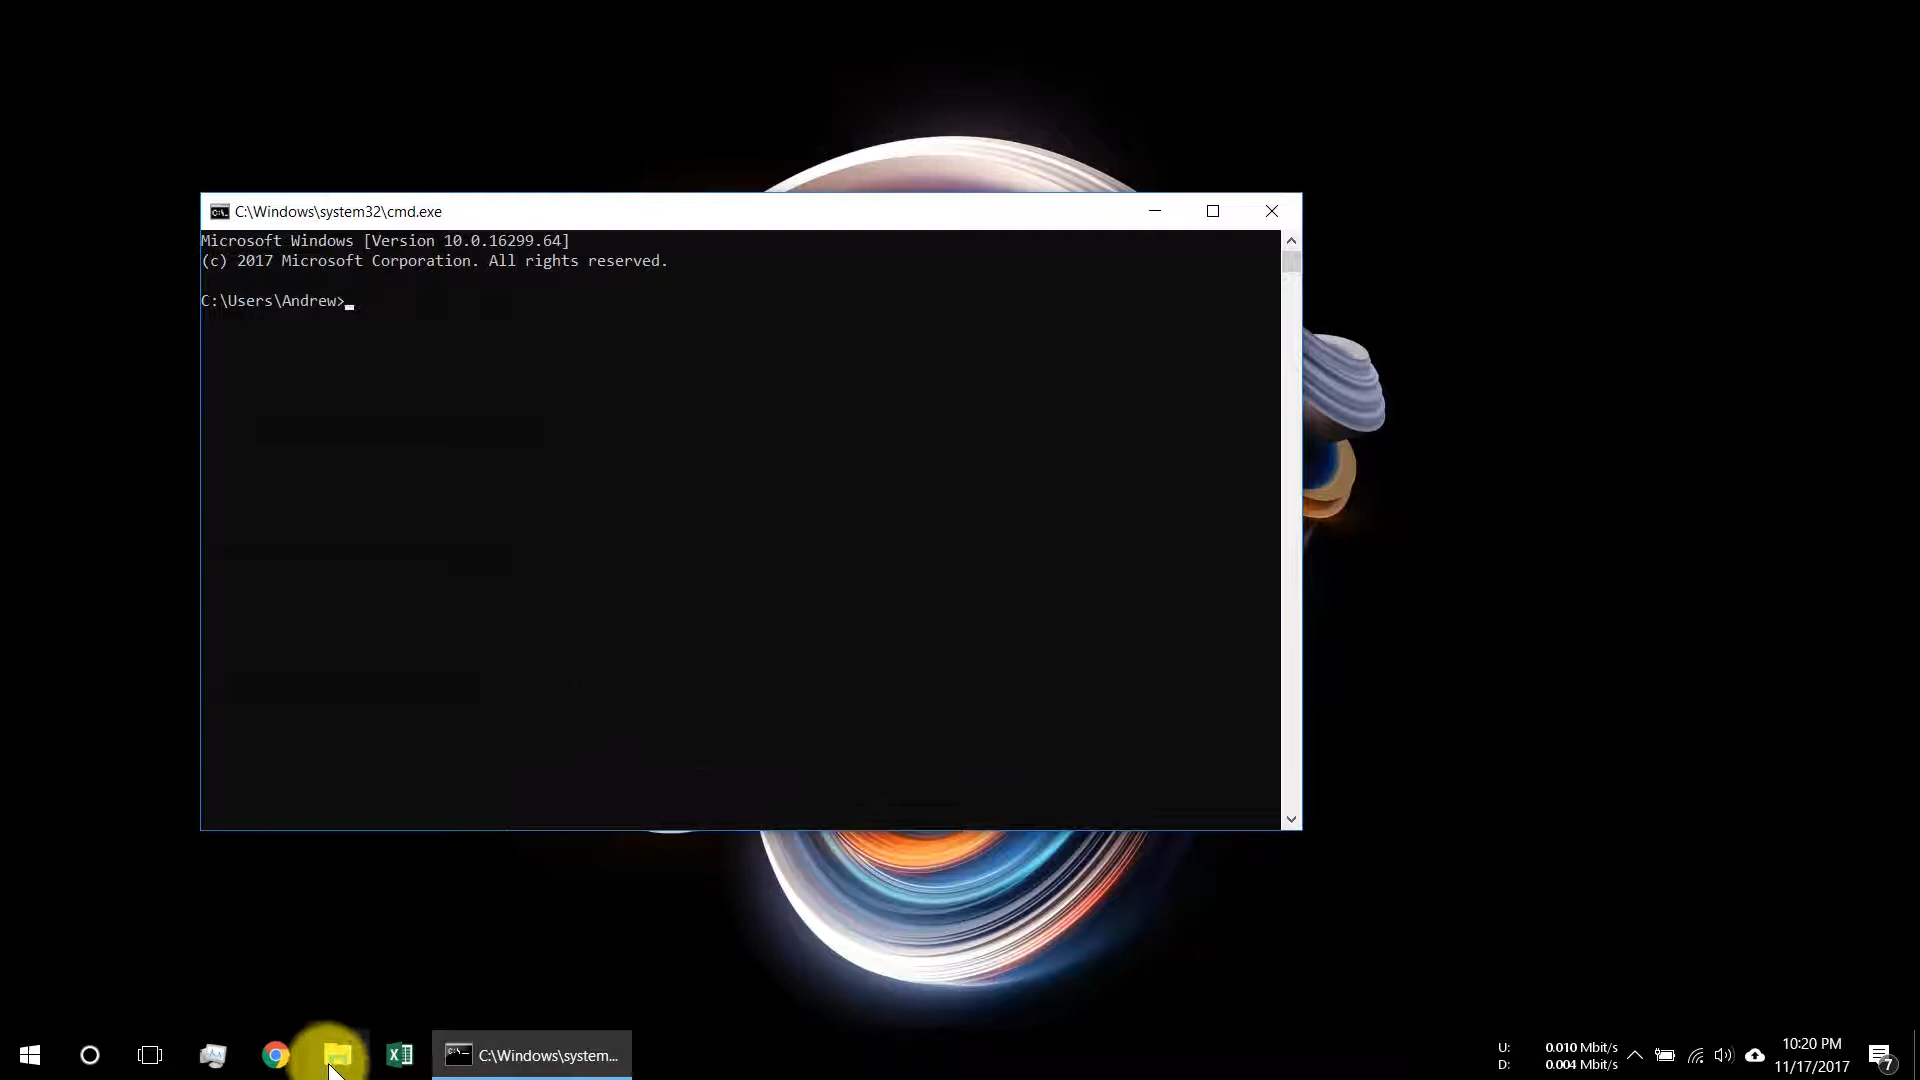 C:\Windows\system32\cmd.exe
Microsoft Windows [Version 10.0.16299.64]
(c) 2017 Microsoft Corporation. All rights reserved.
C:\Users\Andrew>
C:\Windows\system...
U: 0.010 Mbit/s
D: 0.004 Mbit/s
10:20 PM
11/17/2017
7